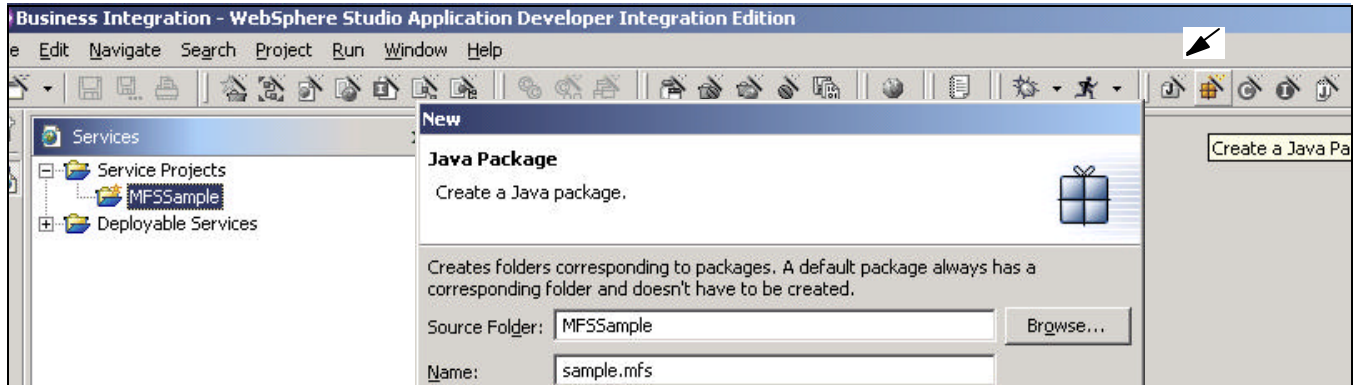 Business Integration - WebSphere Studio Application Developer Integration Edition
e Edit Navigate Search Project Run Window Help
Services
Service Projects
MFSSample
Deployable Services
New
Java Package
Create a Java package.
Create a Java Pa
Creates folders corresponding to packages. A default package always has a
corresponding folder and doesn't have to be created.
Source Folder: MFSSample Browse...
Name: sample.mfs